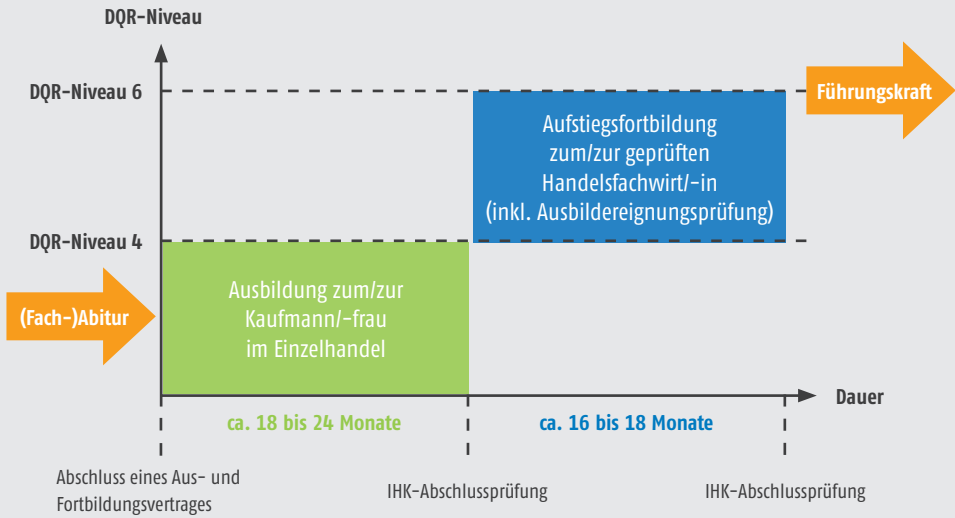 DQR-Niveau
DQR-Niveau 6
Führungskraft
Aufstiegsfortbildung
zum/zur geprüften
Handelsfachwirt/-in
(inkl. Ausbildereignungsprüfung)
DQR-Niveau 4
(Fach-)Abitur
Ausbildung zum/zur
Kaufmann/-frau
im Einzelhandel
Dauer
ca. 18 bis 24 Monate
ca. 16 bis 18 Monate
Abschluss eines Aus- und
Fortbildungsvertrages
IHK-Abschlussprüfung
IHK-Abschlussprüfung